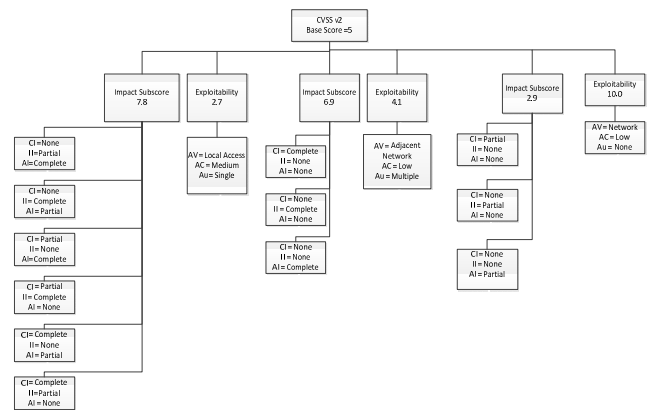 CVSS v2
Base Score =5
Impact Subscore
7.8
Exploitability
2.7
Impact Subscore
6.9
Exploitability
4.1
Impact Subscore
2.9
Exploitability
10.0
CI=None
II=Partial
AI=Complete
CI=None
II= Complete
AI= Partial
CI= Partial
II= None
AI=Complete
CI= Partial
II= Complete
AI = None
CI= Complete
II= None
AI= Partial
CI= Complete
II=Partial
AI = None
AV= Local Access
AC= Medium
Au= Single
CI= Complete
II= None
AI= None
CI= None
II= Complete
AI= None
CI= None
II= None
AI= Complete
AV= Adjacent
Network
AC= Low
Au= Multiple
CI= Partial
II= None
AI= None
CI= None
II= Partial
AI= None
CI= None
II= None
AI= Partial
AV= Network
AC= Low
Au= None